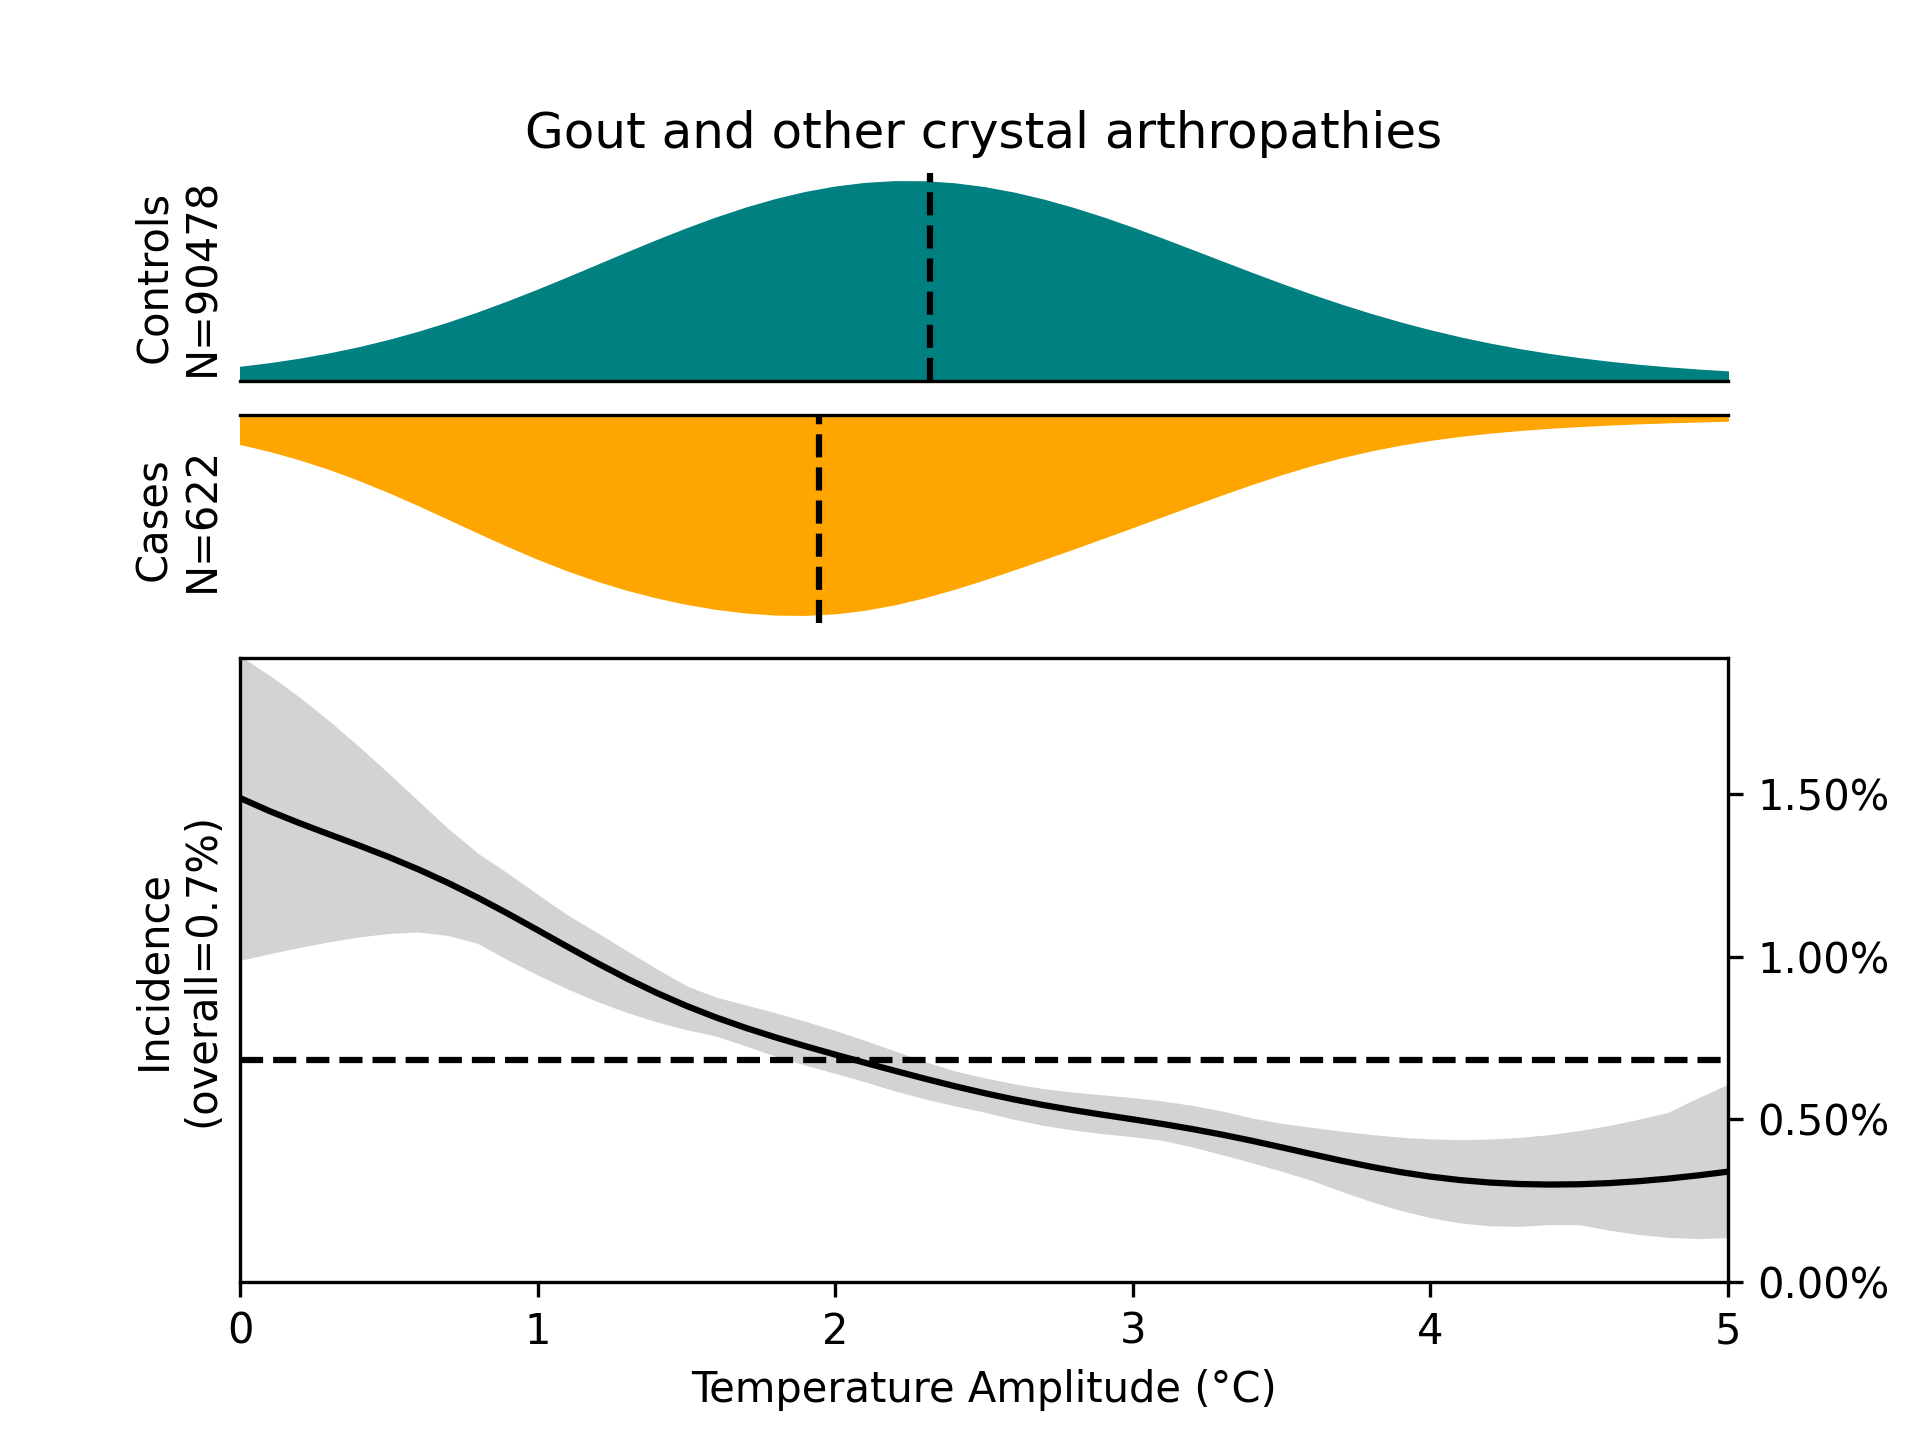 Gout and other crystal arthropathies
Controls
N=90478
Cases
N=622
Incidence
(overall=0.7%)
1.50%
1.00%
0.50%
0.00%
0 1 2 3 4 5
Temperature Amplitude (°C)